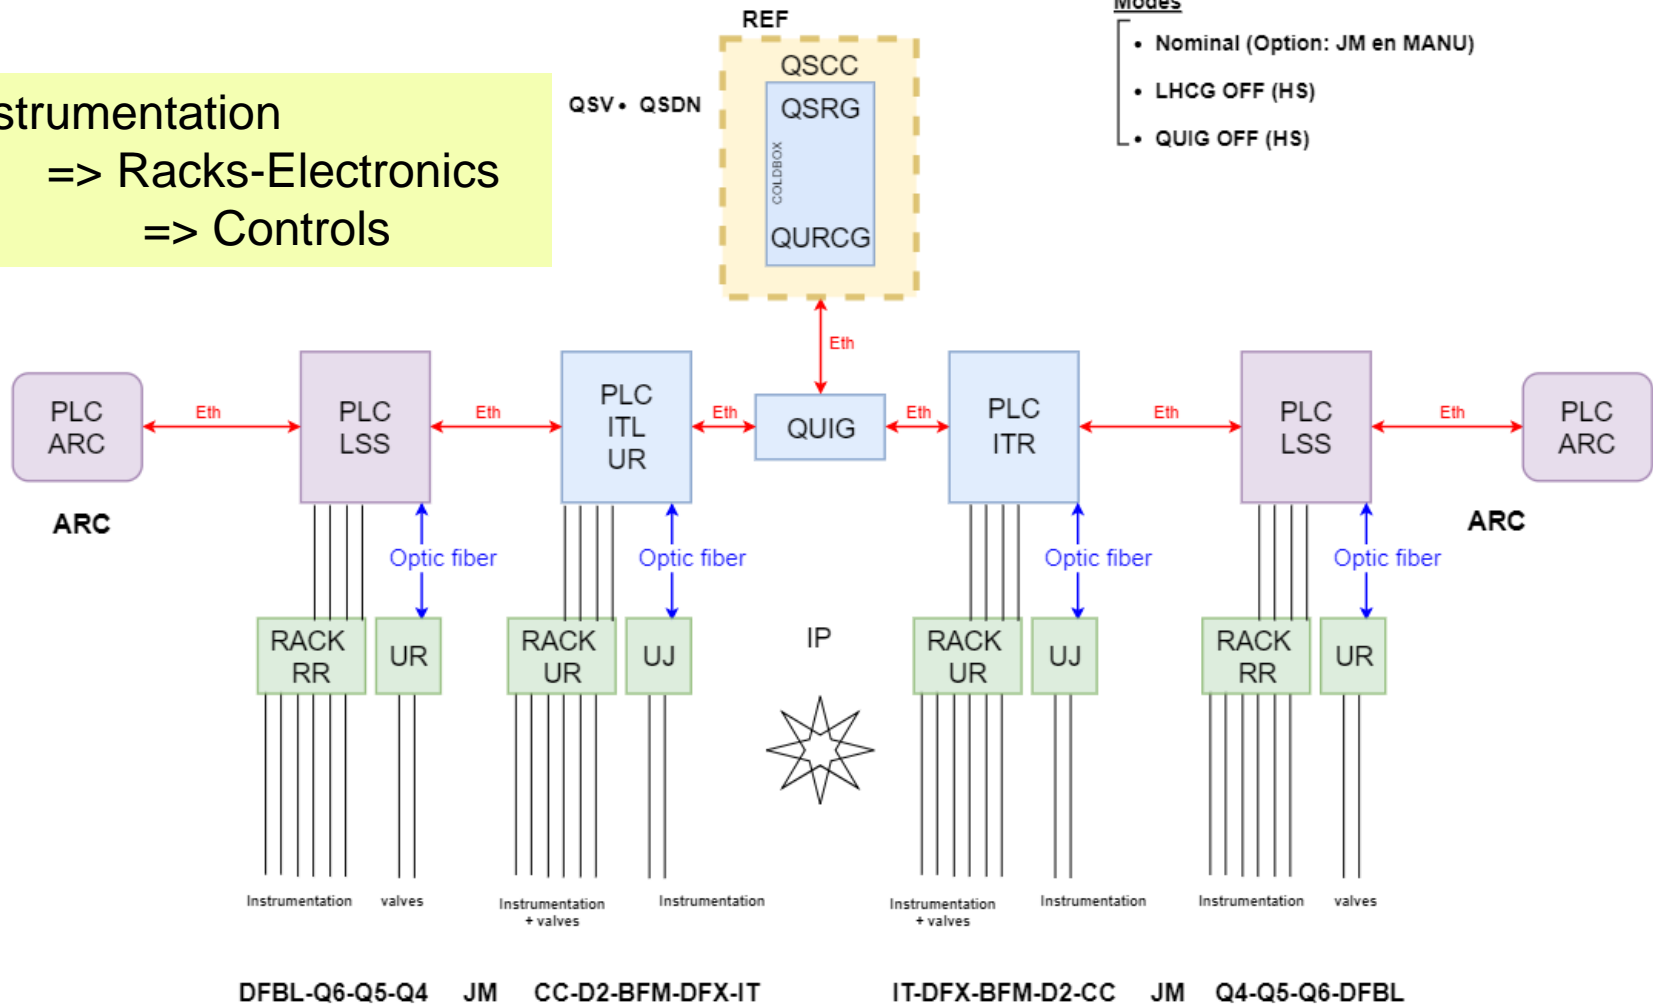 REF
Modes
• Nominal (Option: JM en MANU)
• LHCG OFF (HS)
• QUIG OFF (HS)
strumentation
=> Racks-Electronics
=> Controls
QSV • QSDN
QSCC
QSRG
COLDBOX
QURCG
Eth
PLC
ARC
Eth
PLC
LSS
Eth
PLC
ITL
UR
Eth
QUIG
Eth
PLC
ITR
Eth
PLC
LSS
Eth
PLC
ARC
ARC
ARC
Optic fiber
Optic fiber
Optic fiber
Optic fiber
RACK
RR
UR
RACK
UR
UJ
IP
RACK
UR
UJ
RACK
RR
UR
Instrumentation
valves
Instrumentation
+ valves
Instrumentation
Instrumentation
+ valves
Instrumentation
Instrumentation
valves
DFBL-Q6-Q5-Q4 JM CC-D2-BFM-DFX-IT
IT-DFX-BFM-D2-CC JM Q4-Q5-Q6-DFBL